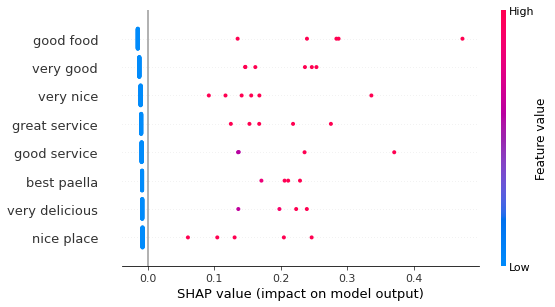 High
good food
very good
very nice
great service
good service
best paella
very delicious
nice place
Feature value
Low
0.0 0.1 0.2 0.3 0.4
SHAP value (impact on model output)